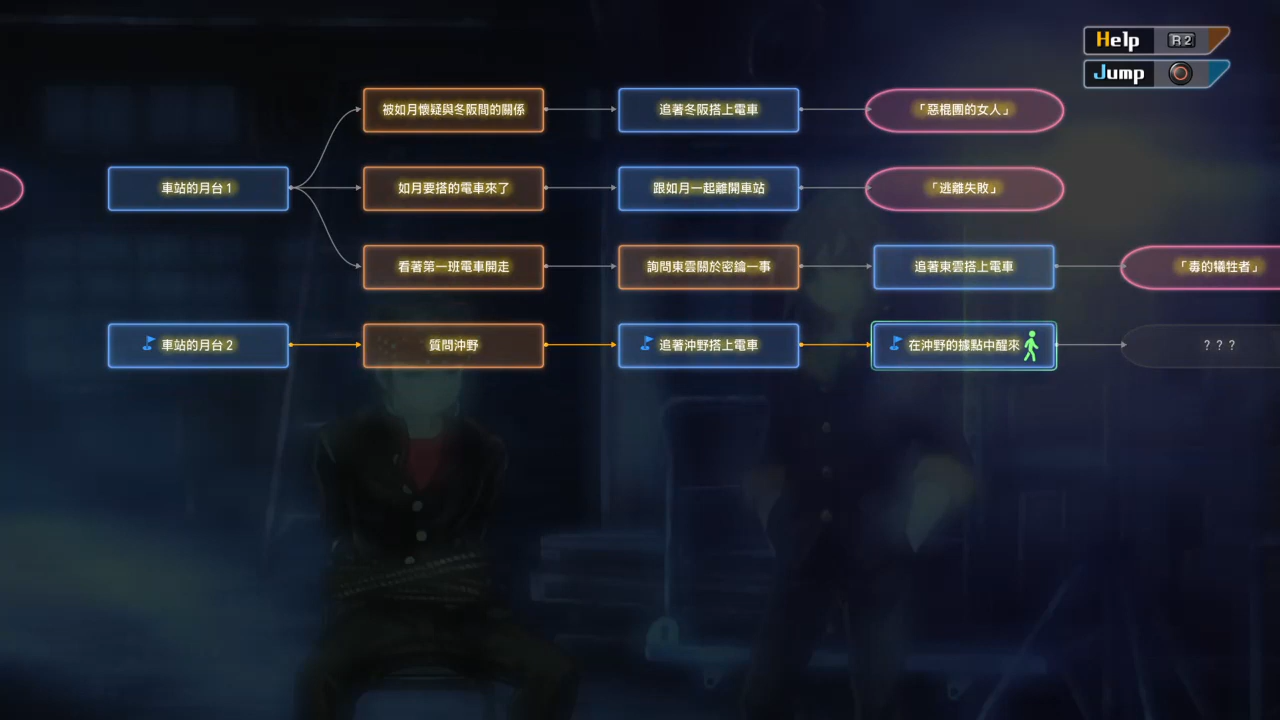 Help R2
Jump
被如月懷疑與冬阪間的關係
追著冬阪搭上電車
「惡棍團的女人」
車站的月台 1
如月要搭的電車來了
跟如月一起離開車站
「逃離失敗」
看著第一班電車開走
詢問東雲關於密鑰一事
追著東雲搭上電車
「毒的犧牲者」
車站的月台 2
質問沖野
追著沖野搭上電車
在沖野的據點中醒來
???